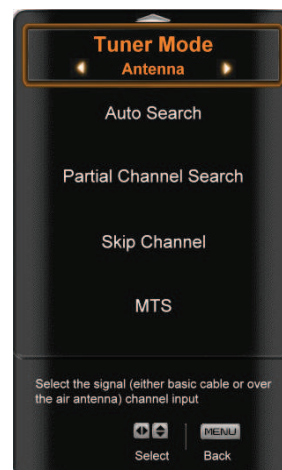 Tuner Mode
Antenna
Auto Search
Partial Channel Search
Skip Channel
MTS
Select the signal (either basic cable or over
the air antenna) channel input
MENU
Select Back